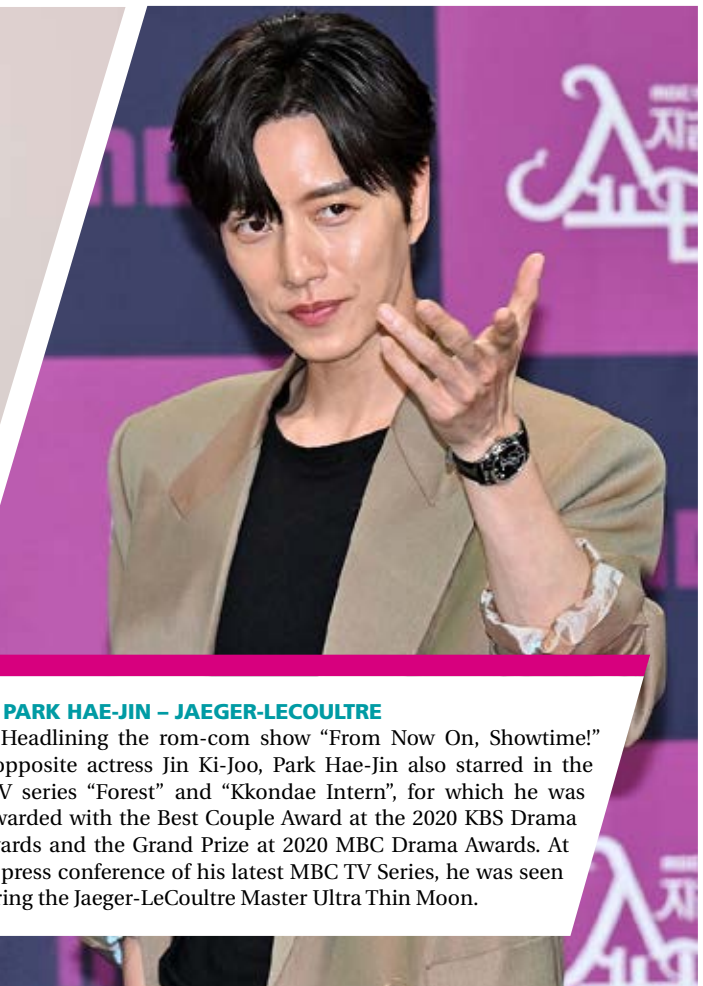 PARK HAE-JIN – JAEGER-LECOULTRE
Headlining the rom-com show “From Now On, Showtime!”
opposite actress Jin Ki-Joo, Park Hae-Jin also starred in the
V series “Forest” and “Kkondae Intern”, for which he was
warded with the Best Couple Award at the 2020 KBS Drama
wards and the Grand Prize at 2020 MBC Drama Awards. At
press conference of his latest MBC TV Series, he was seen
ring the Jaeger-LeCoultre Master Ultra Thin Moon.